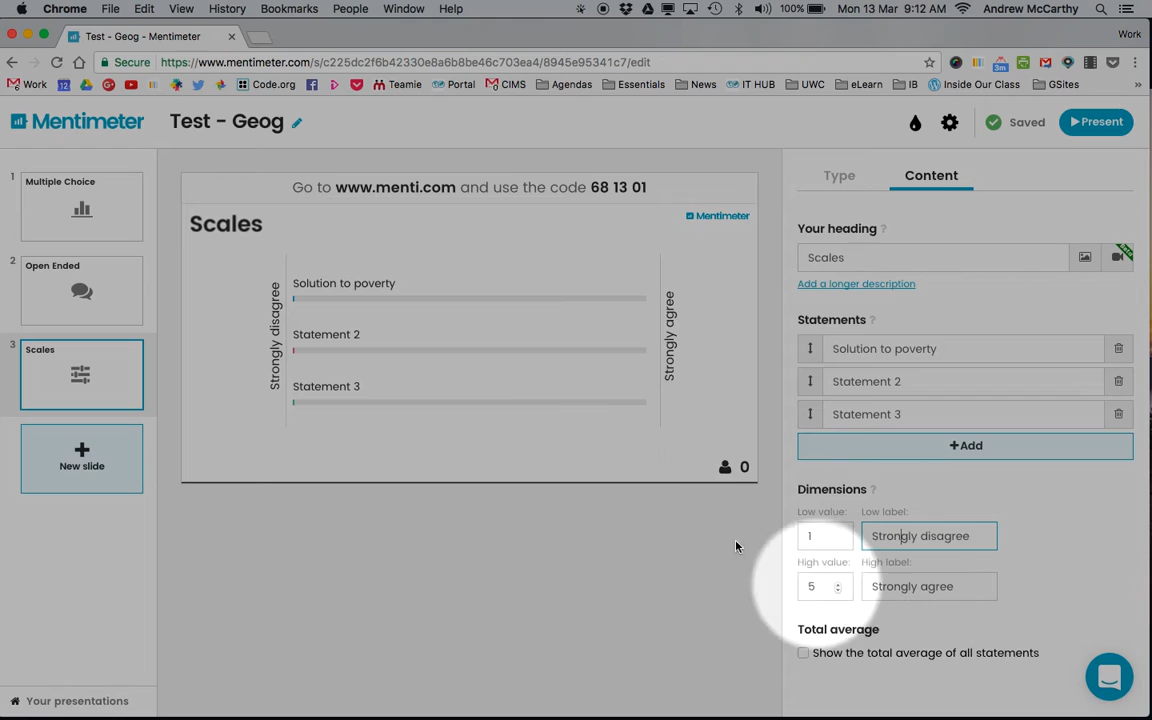 Chrome File Edit View History Bookmarks People Window Help 100% Mon 13 Mar 9:12 AM Andrew McCarthy
Test - Geog - Mentimeter Work
Secure https://www.mentimeter.com/s/c225dc2f6b42330e8a6b8be46c703ea4/8945e95341c7/edit
Work Code.org Teamie Portal CIMS Agendas Essentials News IT HUB UWC eLearn IB Inside Our Class GSites »
Mentimeter Test - Geog Saved Present
1 Multiple Choice
2 Open Ended
3 Scales
+
New slide
Your presentations
Go to www.menti.com and use the code 68 13 01
Scales
Mentimeter
Strongly disagree
Solution to poverty
Statement 2
Statement 3
Strongly agree
0
Type Content
Your heading ?
Scales
Add a longer description
Statements ?
Solution to poverty
Statement 2
Statement 3
+Add
Dimensions ?
Low value: Low label:
1 Strongly disagree
High value: High label:
5 Strongly agree
Total average
Show the total average of all statements